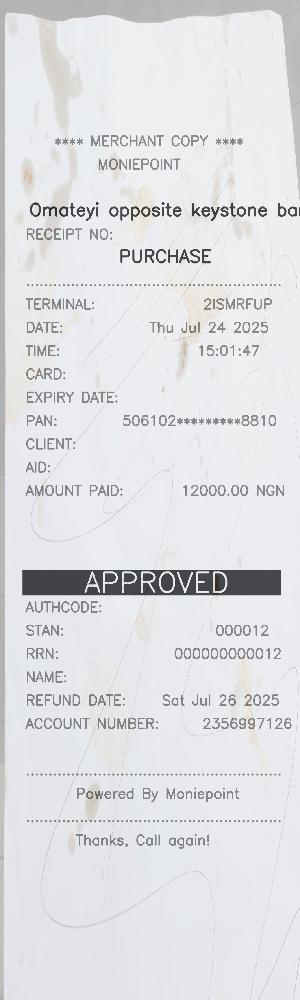 **** MERCHANT COPY ****
MONIEPOINT
Omateyi opposite keystone
RECEIPT NO:
PURCHASE
TERMINAL: 2ISMRFUP
DATE: Thu Jul 24 2025
TIME: 15:01:47
CARD:
EXPIRY DATE:
PAN: 506102*********8810
CLIENT:
AID:
AMOUNT PAID: 12000.00 NGN
APPROVED
AUTHCODE:
STAN: 000012
RRN: 000000000012
NAME:
REFUND DATE: Sat Jul 26 2025
ACCOUNT NUMBER: 2356997126
Powered By Moniepoint
Thanks, Call again!